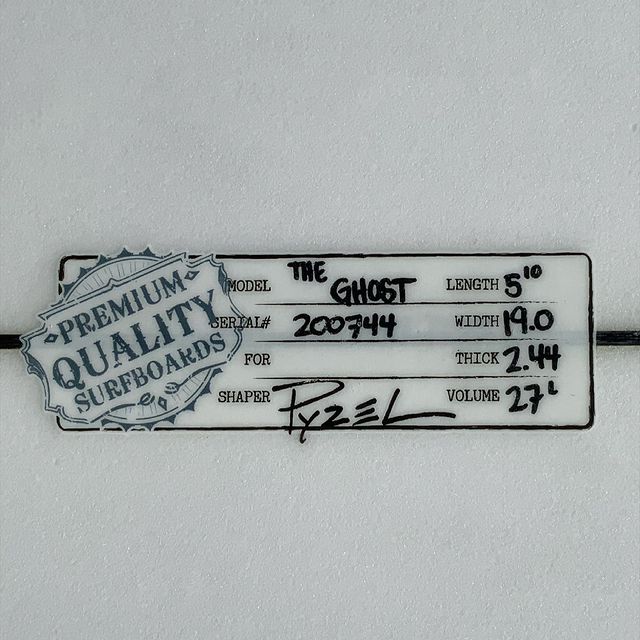 PREMIUM
QUALITY
SURFBOARDS
MODEL THE GHOST LENGTH 5'10
SERIAL# 200744 WIDTH 19.0
FOR THICK 2.44
SHAPER PYZEL VOLUME 27L